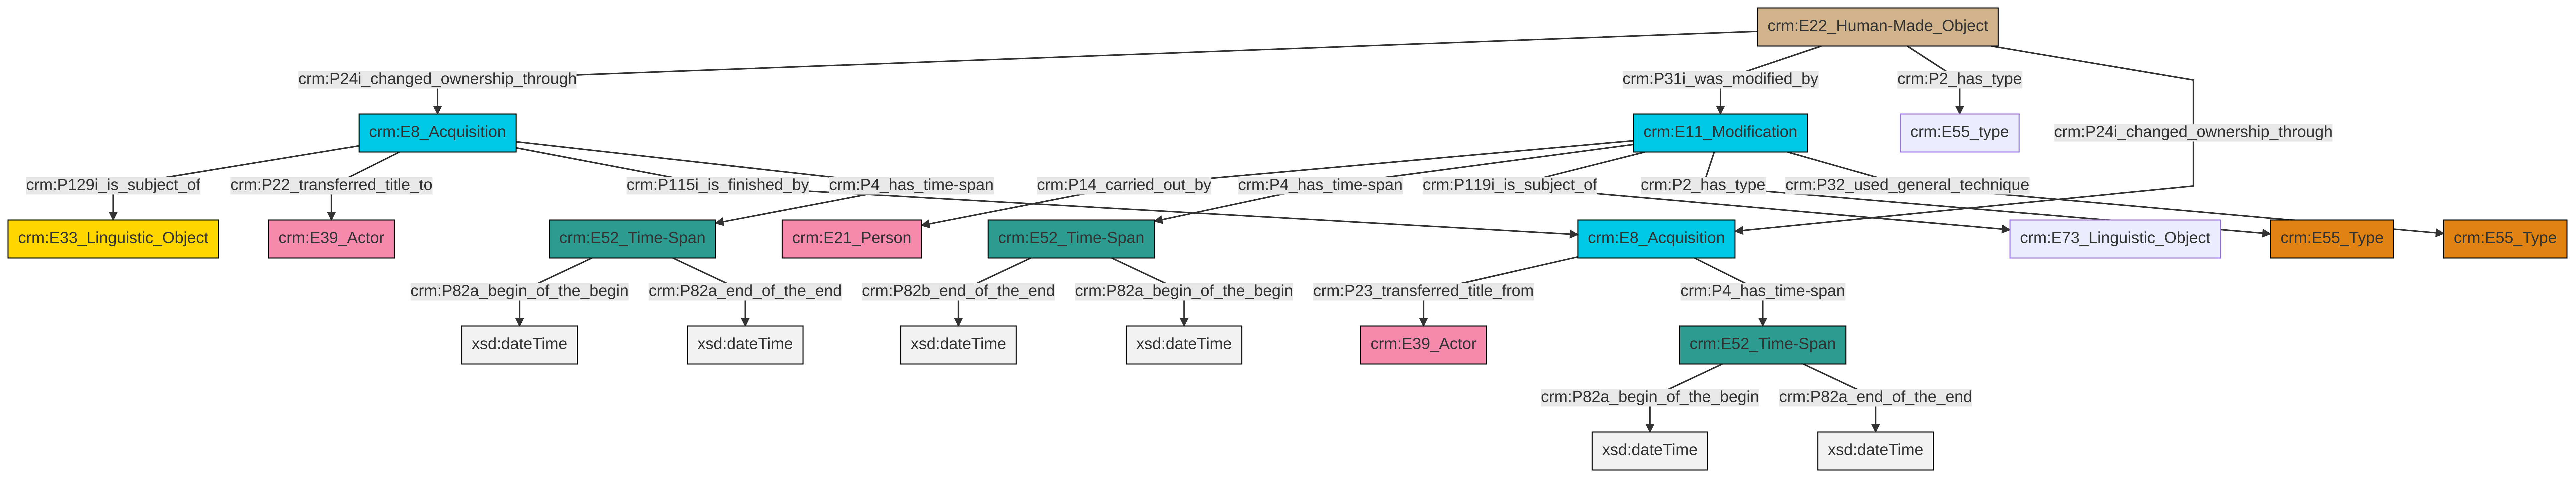 crm:E22_Human-Made_Object
crm:P24i_changed_ownership_through
crm:P31i_was_modified_by
crm:P2_has_type
crm:E8_Acquisition
crm:E11_Modification
crm:E55_type
crm:P24i_changed_ownership_through
crm:P129i_is_subject_of
crm:P22_transferred_title_to
crm:P115i_is_finished_by
crm:P4_has_time-span
crm:P14_carried_out_by
crm:P4_has_time-span
crm:P119i_is_subject_of
crm:P2_has_type
crm:P32_used_general_technique
crm:E33_Linguistic_Object
crm:E39_Actor
crm:E52_Time-Span
crm:E21_Person
crm:E52_Time-Span
crm:E8_Acquisition
crm:E73_Linguistic_Object
crm:E55_Type
crm:E55_Type
crm:P82a_begin_of_the_begin
crm:P82a_end_of_the_end
crm:P82b_end_of_the_end
crm:P82a_begin_of_the_begin
crm:P23_transferred_title_from
crm:P4_has_time-span
xsd:dateTime
xsd:dateTime
xsd:dateTime
xsd:dateTime
crm:E39_Actor
crm:E52_Time-Span
crm:P82a_begin_of_the_begin
crm:P82a_end_of_the_end
xsd:dateTime
xsd:dateTime